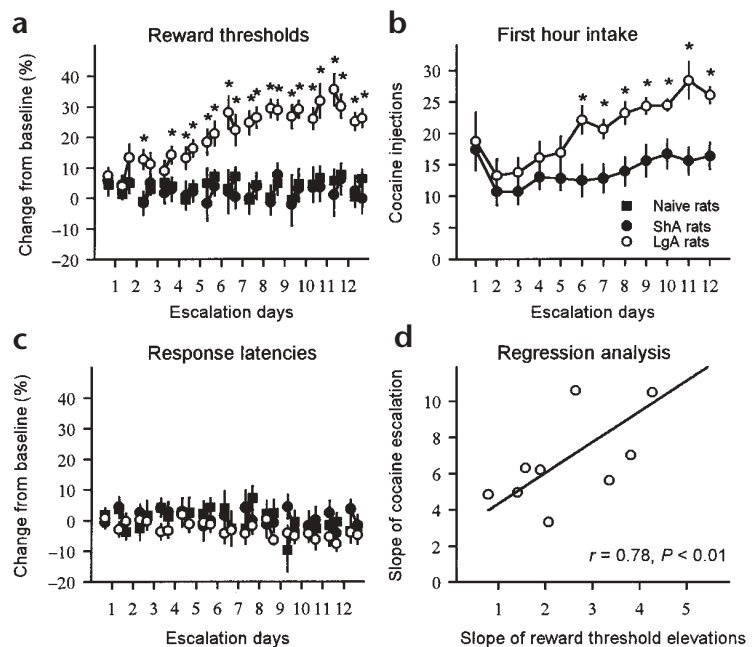 a
Reward thresholds
Change from baseline (%)
40
30
20
10
0
–10
–20
* * * * * * * * * * * * * * * * * * *
1 2 3 4 5 6 7 8 9 10 11 12
Escalation days
b
First hour intake
Cocaine injections
30
25
20
15
10
5
0
* * * * * * *
Naive rats
ShA rats
LgA rats
1 2 3 4 5 6 7 8 9 10 11 12
Escalation days
c
Response latencies
Change from baseline (%)
40
30
20
10
0
–10
–20
1 2 3 4 5 6 7 8 9 10 11 12
Escalation days
d
Regression analysis
Slope of cocaine escalation
10
8
6
4
2
0
r = 0.78, P < 0.01
1 2 3 4 5
Slope of reward threshold elevations